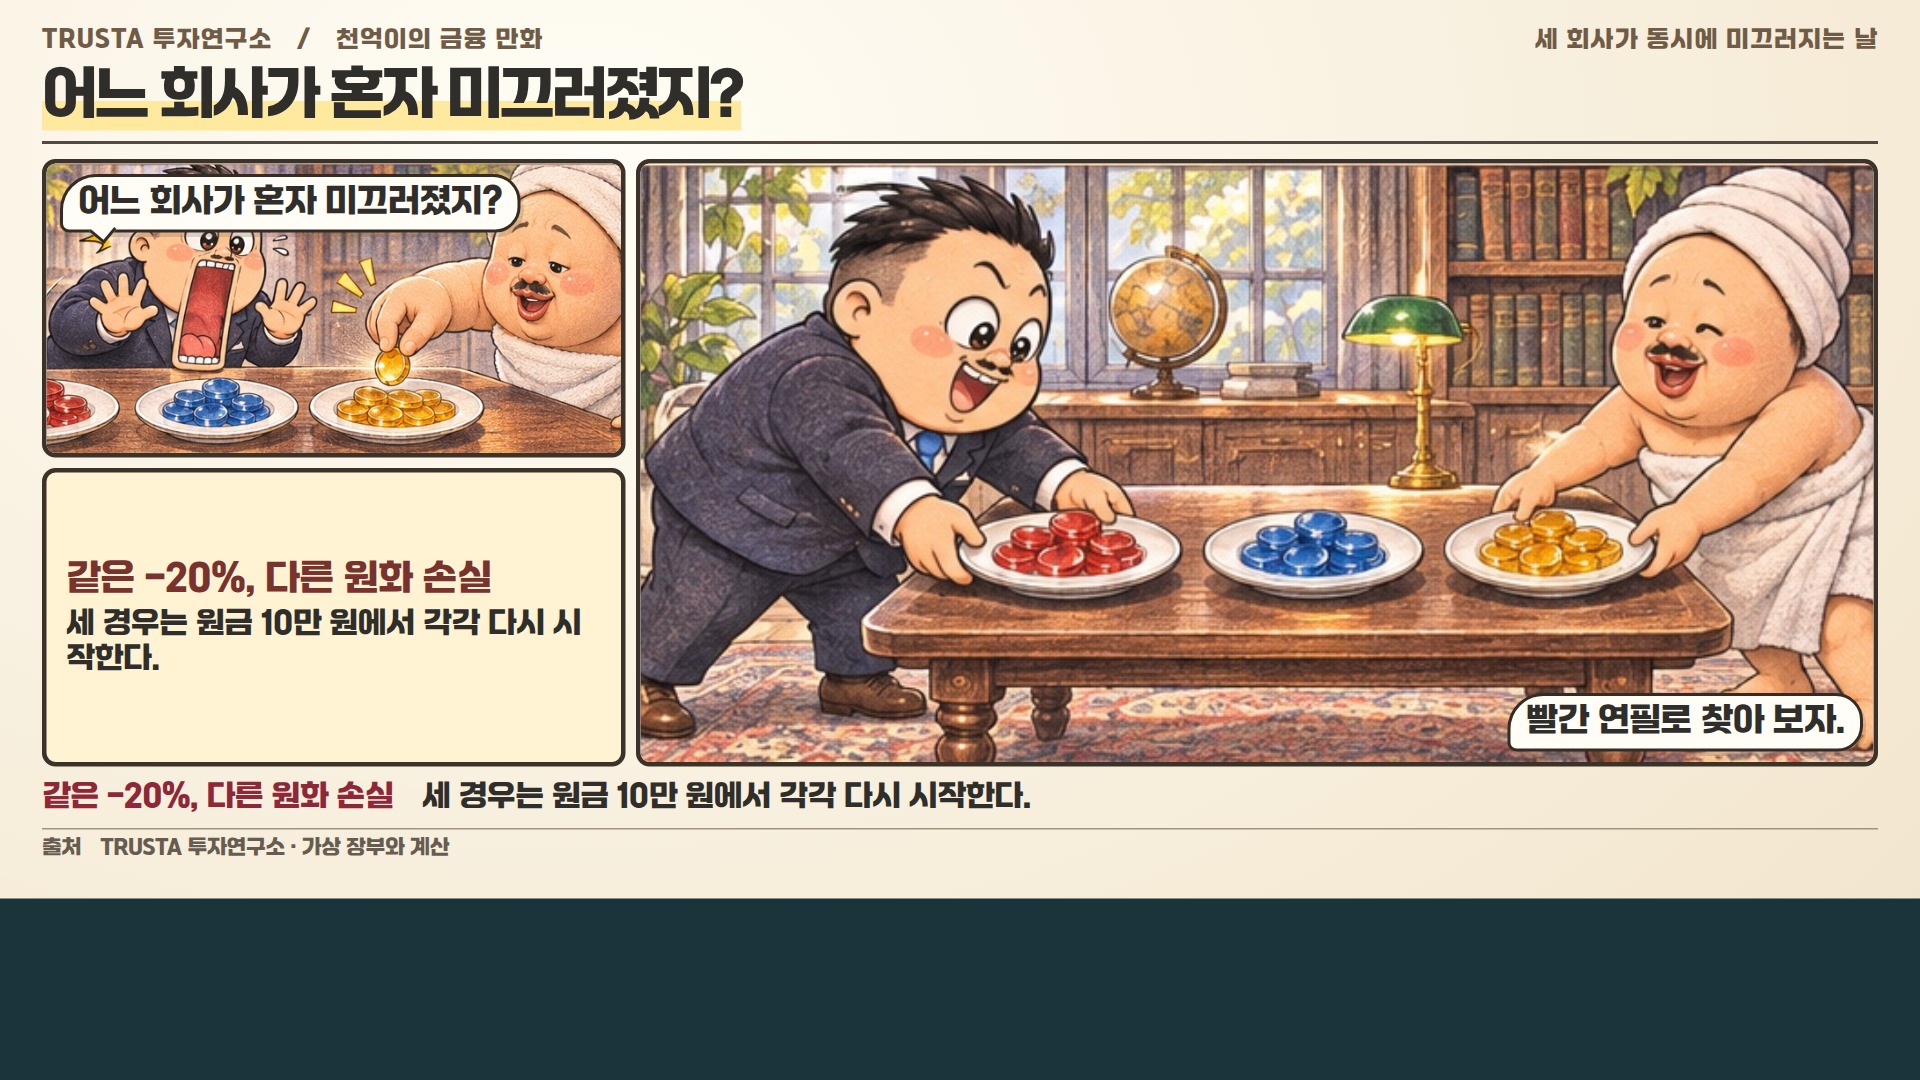 TRUSTA 투자연구소 / 천억이의 금융 만화
세 회사가 동시에 미끄러지는 날
어느 회사가 혼자 미끄러졌지?
어느 회사가 혼자 미끄러졌지?
같은 -20%, 다른 원화 손실
세 경우는 원금 10만 원에서 각각 다시 시
작한다.
빨간 연필로 찾아 보자.
같은 -20%, 다른 원화 손실 세 경우는 원금 10만 원에서 각각 다시 시작한다.
출처 TRUSTA 투자연구소 · 가상 장부와 계산